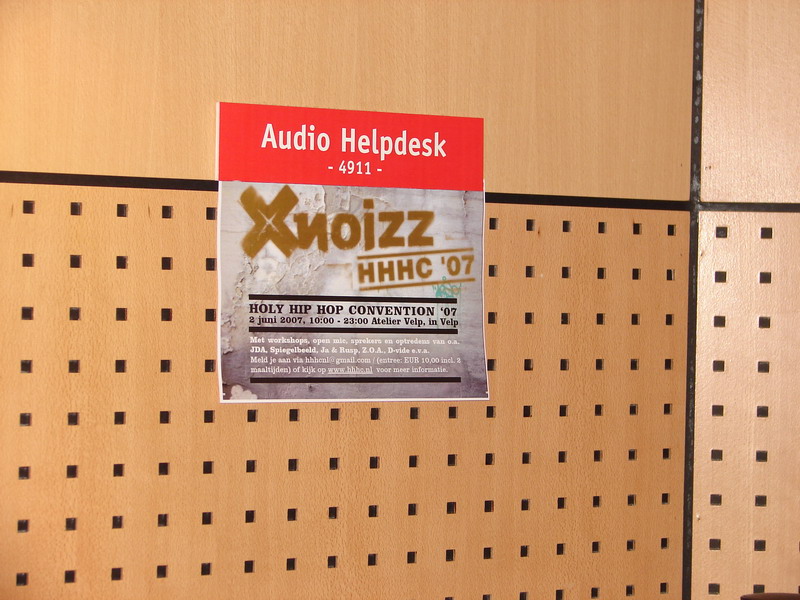 Audio Helpdesk
- 4911 -
Xnoizz
HHHC '07
HOLY HIP HOP CONVENTION '07
2 juni 2007, 10:00 - 23:00 Atelier Velp, in Velp
Met workshops, open mic, sprekers en optredens van o.a.
JDA, Spiegelbeeld, Ja & Rusp, Z.O.A., D-vide e.v.a.
Meld je aan via hhhcnl@gmail.com / (entree: EUR 10,00 incl. 2
maaltijden) of kijk op www.hhhc.nl voor meer informatie.